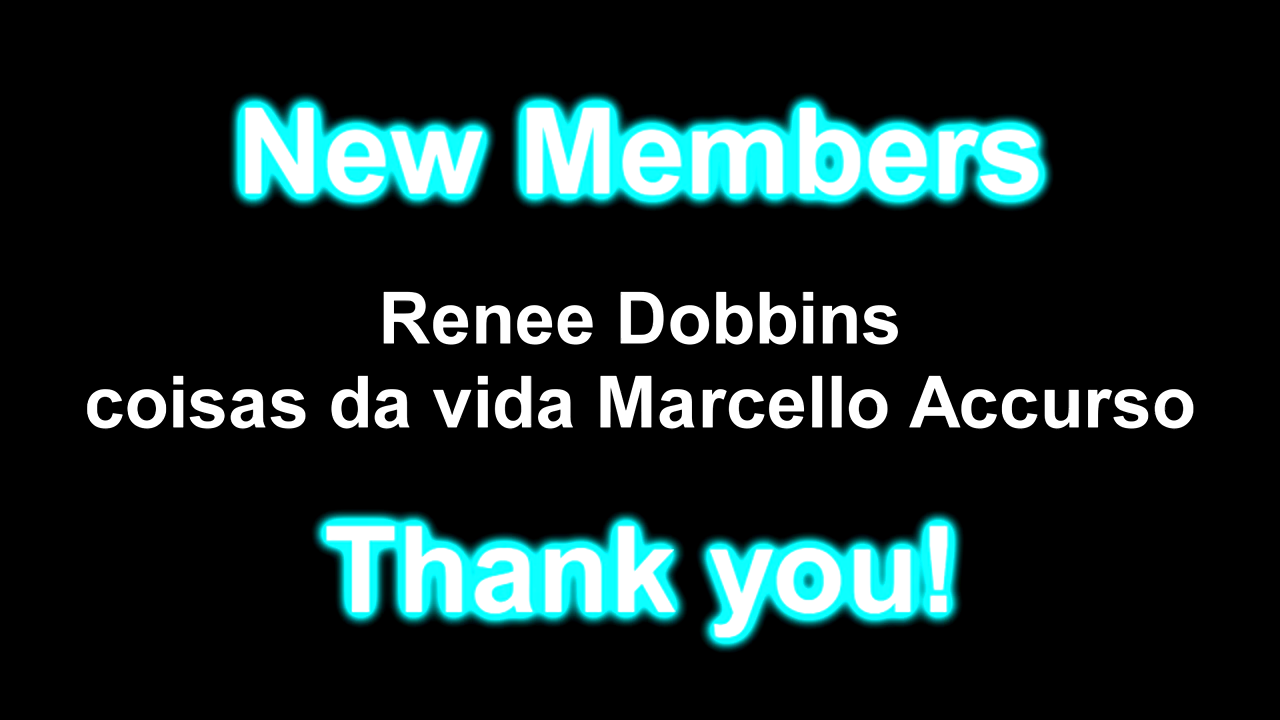 New Members
Renee Dobbins
coisas da vida Marcello Accurso
Thank you!